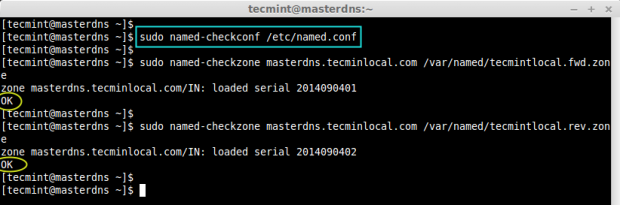 tecmint@masterdns:~
[tecmint@masterdns ~]$
[tecmint@masterdns ~]$ sudo named-checkconf /etc/named.conf
[tecmint@masterdns ~]$
[tecmint@masterdns ~]$ sudo named-checkzone masterdns.tecminlocal.com /var/named/tecmintlocal.fwd.zon
e
zone masterdns.tecminlocal.com/IN: loaded serial 2014090401
OK
[tecmint@masterdns ~]$
[tecmint@masterdns ~]$ sudo named-checkzone masterdns.tecminlocal.com /var/named/tecmintlocal.rev.zon
e
zone masterdns.tecminlocal.com/IN: loaded serial 2014090402
OK
[tecmint@masterdns ~]$
[tecmint@masterdns ~]$